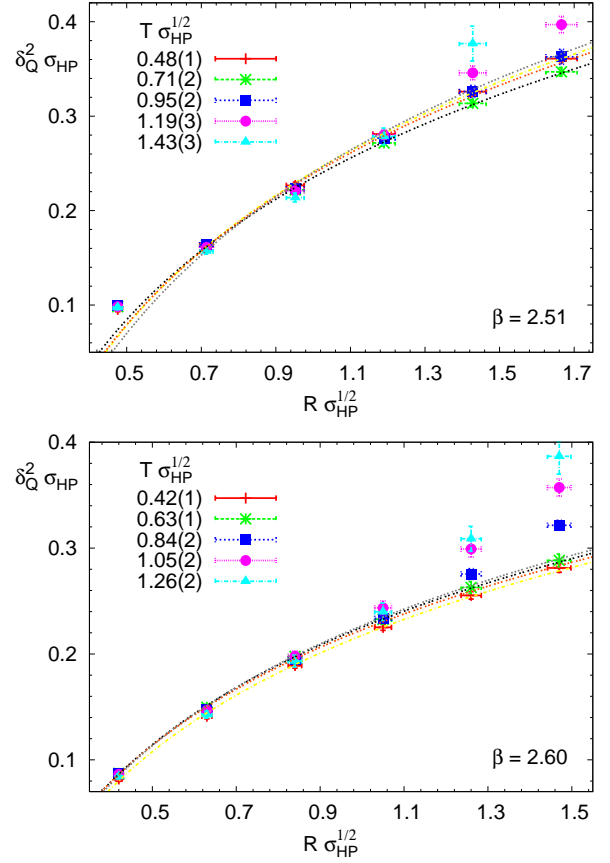 0.4
δ_Q^2 σ_HP
T σ_HP^{1/2}
0.48(1)
0.71(2)
0.95(2)
1.19(3)
1.43(3)
0.3
0.2
0.1
β = 2.51
0.5 0.7 0.9 1.1 1.3 1.5 1.7
R σ_HP^{1/2}
0.4
δ_Q^2 σ_HP
T σ_HP^{1/2}
0.42(1)
0.63(1)
0.84(2)
1.05(2)
1.26(2)
0.3
0.2
0.1
β = 2.60
0.5 0.7 0.9 1.1 1.3 1.5
R σ_HP^{1/2}